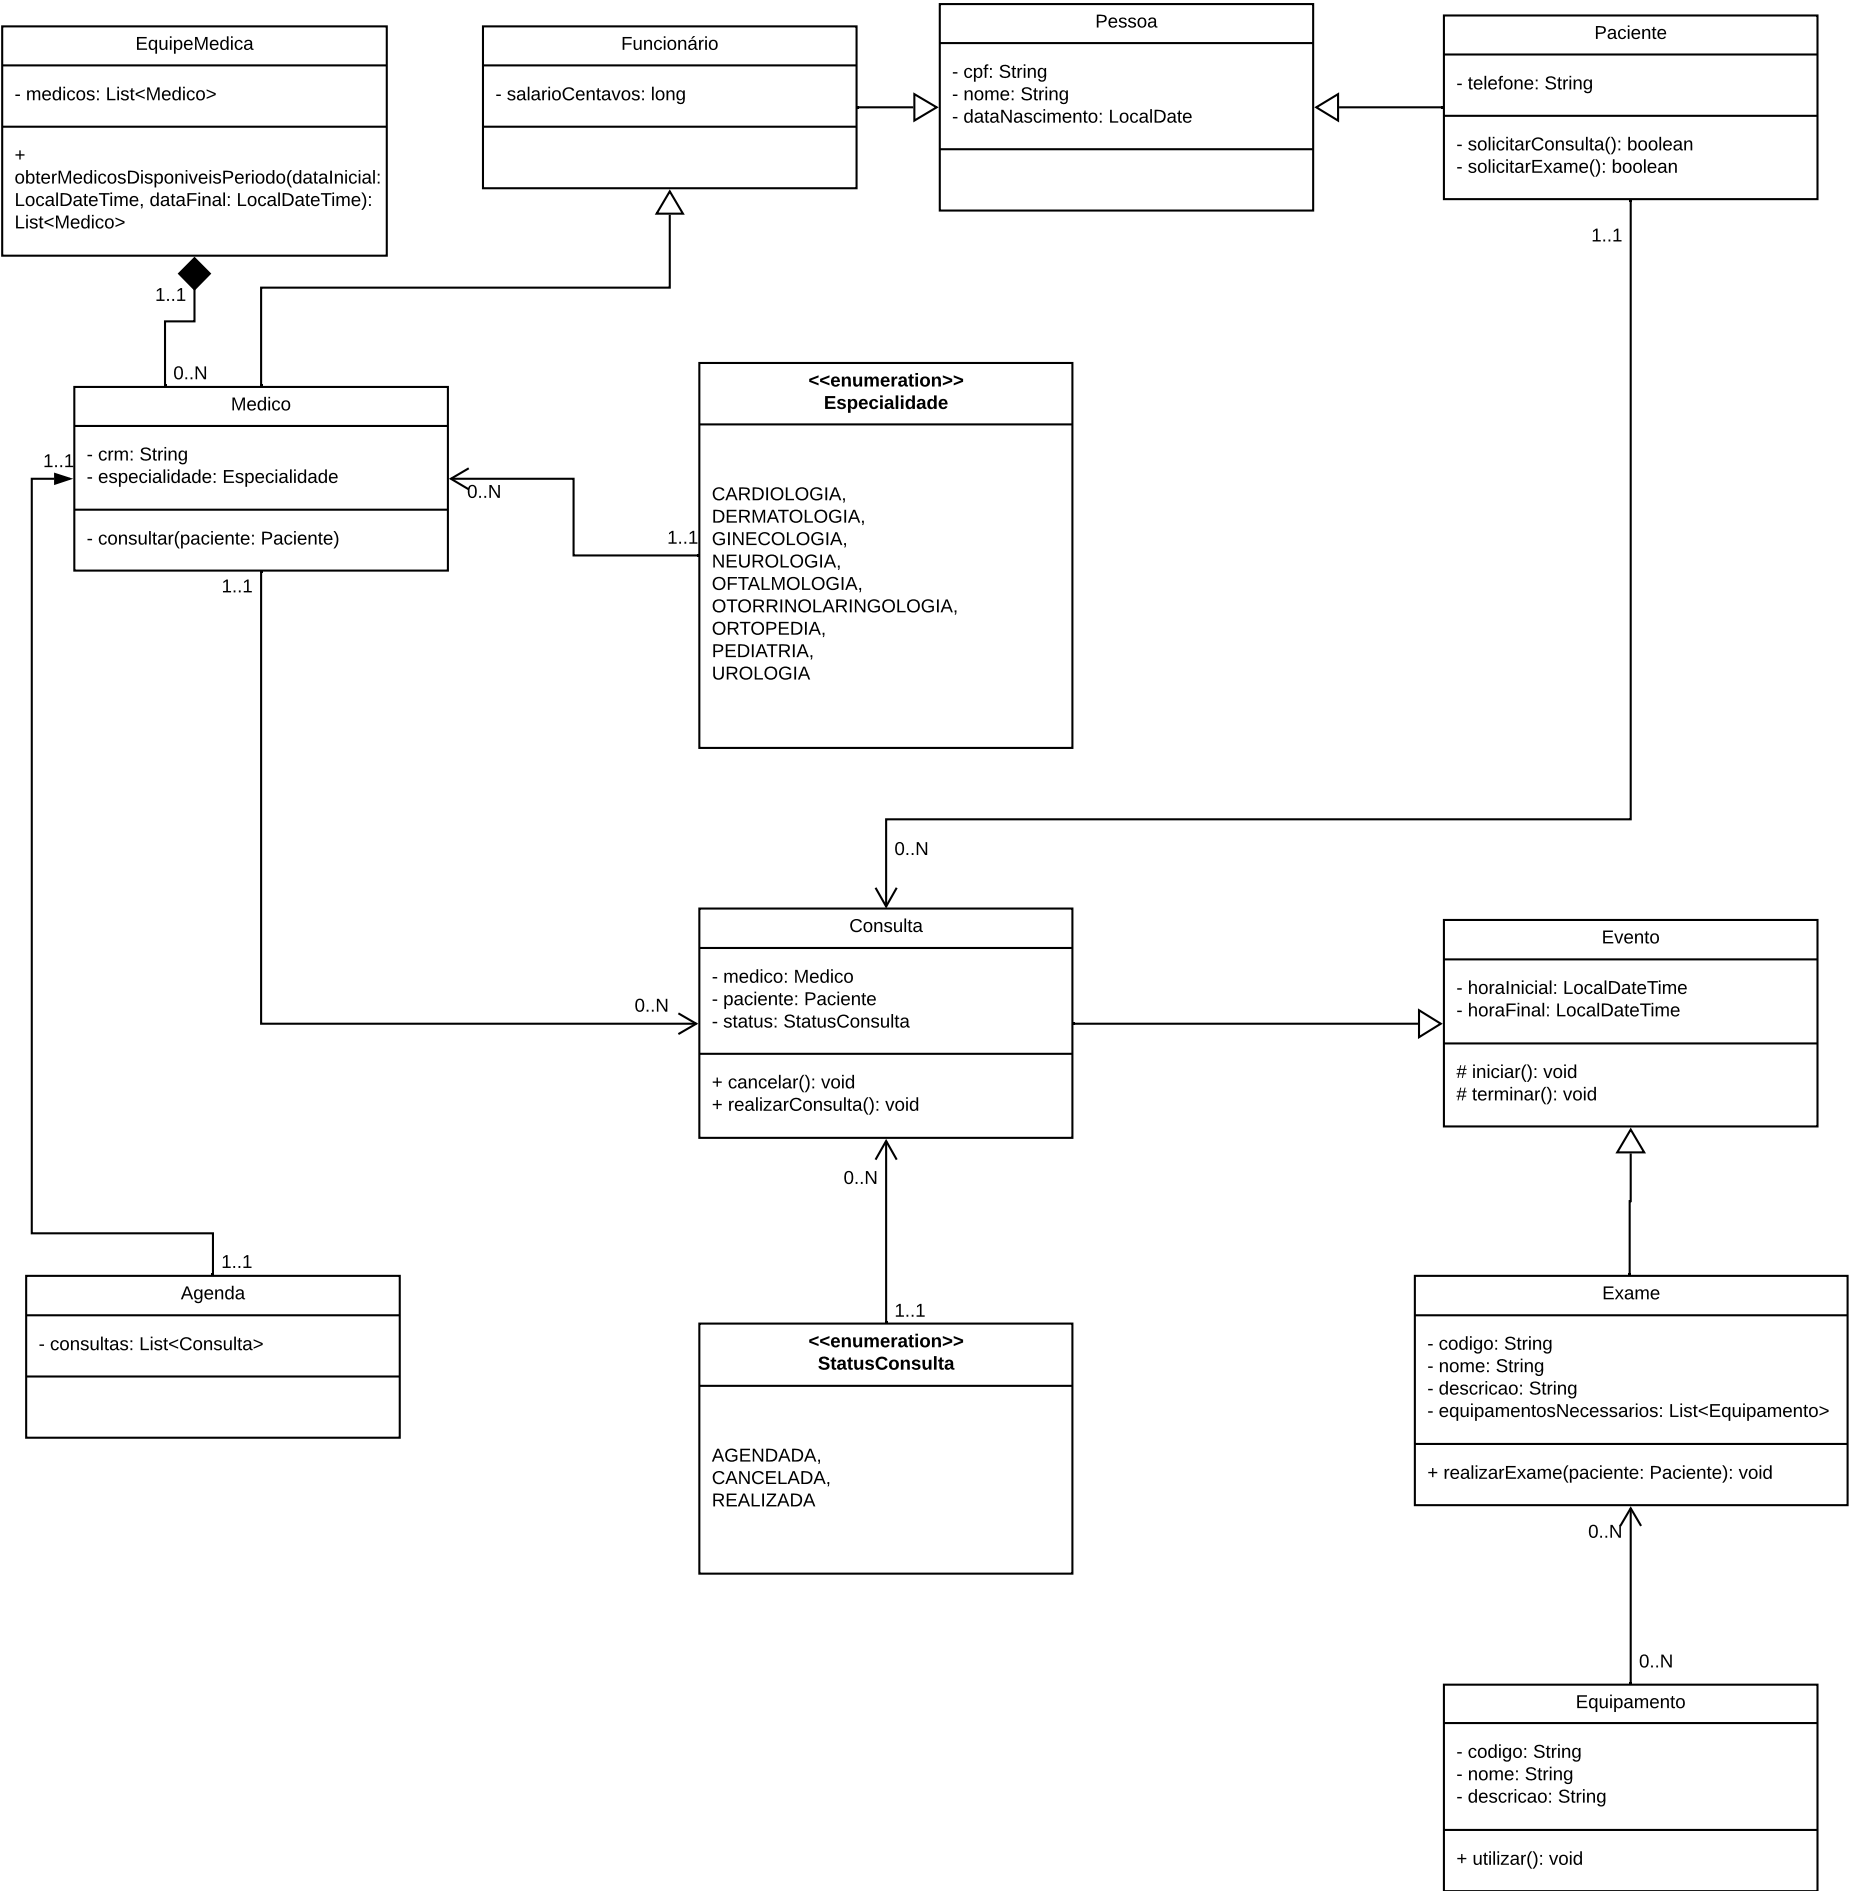 EquipeMedica
- medicos: List<Medico>
+
obterMedicosDisponiveisPeriodo(dataInicial:
LocalDateTime, dataFinal: LocalDateTime):
List<Medico>
Funcionário
- salarioCentavos: long
Pessoa
- cpf: String
- nome: String
- dataNascimento: LocalDate
Paciente
- telefone: String
- solicitarConsulta(): boolean
- solicitarExame(): boolean
1..1
1..1
0..N
Medico
- crm: String
- especialidade: Especialidade
- consultar(paciente: Paciente)
1..1
0..N
1..1
1..1
<<enumeration>>
Especialidade
CARDIOLOGIA,
DERMATOLOGIA,
GINECOLOGIA,
NEUROLOGIA,
OFTALMOLOGIA,
OTORRINOLARINGOLOGIA,
ORTOPEDIA,
PEDIATRIA,
UROLOGIA
0..N
0..N
Consulta
- medico: Medico
- paciente: Paciente
- status: StatusConsulta
+ cancelar(): void
+ realizarConsulta(): void
Evento
- horaInicial: LocalDateTime
- horaFinal: LocalDateTime
# iniciar(): void
# terminar(): void
0..N
1..1
1..1
Agenda
- consultas: List<Consulta>
<<enumeration>>
StatusConsulta
AGENDADA,
CANCELADA,
REALIZADA
Exame
- codigo: String
- nome: String
- descricao: String
- equipamentosNecessarios: List<Equipamento>
+ realizarExame(paciente: Paciente): void
0..N
0..N
Equipamento
- codigo: String
- nome: String
- descricao: String
+ utilizar(): void